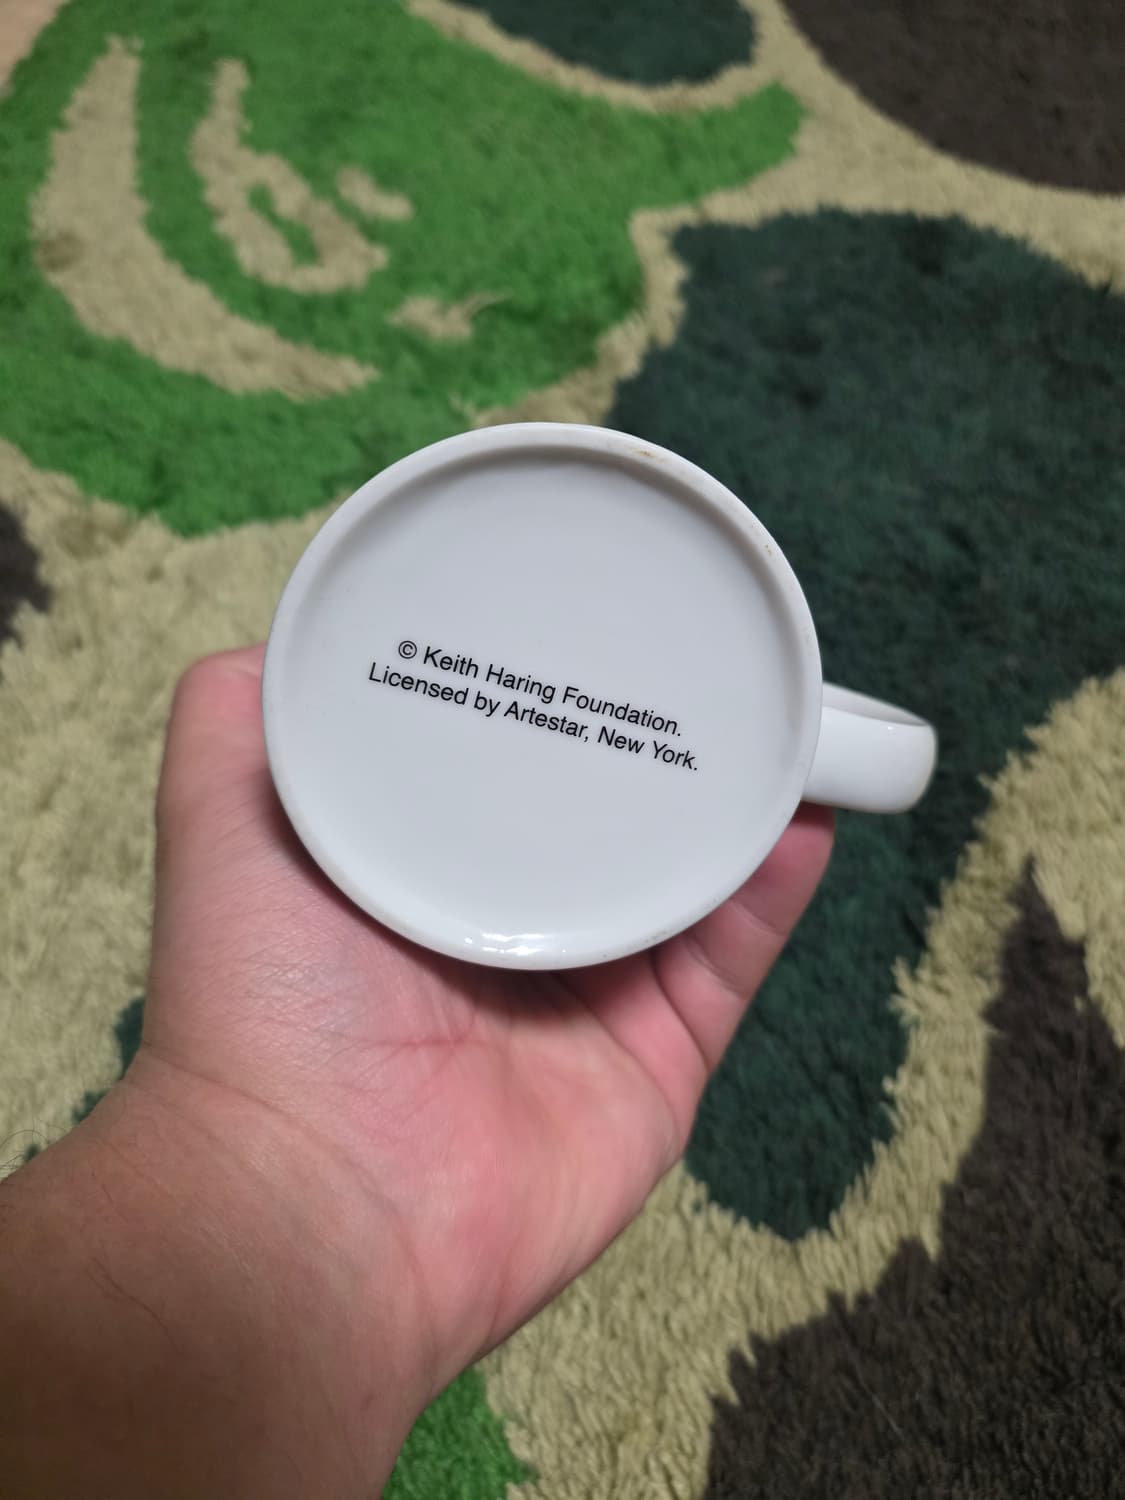 © Keith Haring Foundation.
Licensed by Artestar, New York.